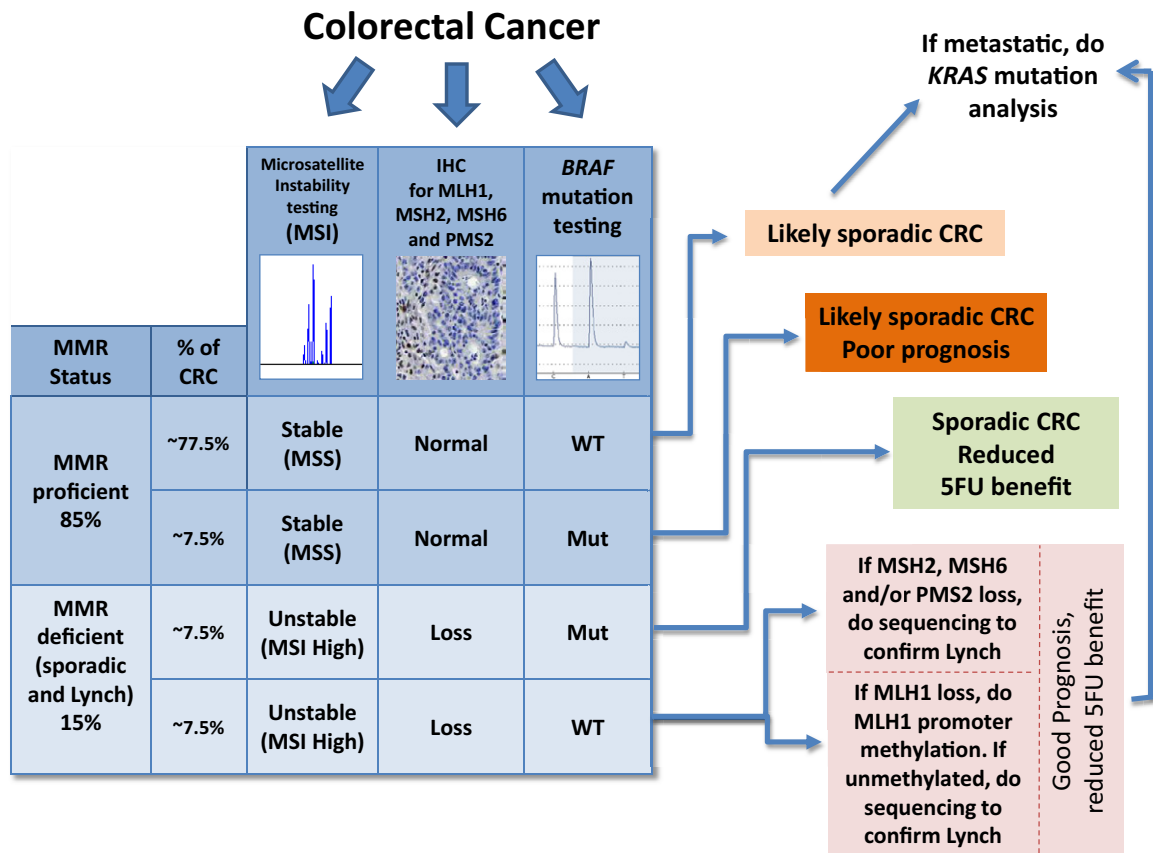 Colorectal Cancer
If metastatic, do
KRAS mutation
analysis
Microsatellite
Instability
testing
(MSI)
IHC
for MLH1,
MSH2, MSH6
and PMS2
BRAF
mutation
testing
C A T
MMR
Status
% of
CRC
MMR
proficient
85%
~77.5%
Stable
(MSS)
Normal
WT
~7.5%
Stable
(MSS)
Normal
Mut
MMR
deficient
(sporadic
and Lynch)
15%
~7.5%
Unstable
(MSI High)
Loss
Mut
~7.5%
Unstable
(MSI High)
Loss
WT
Likely sporadic CRC
Likely sporadic CRC
Poor prognosis
Sporadic CRC
Reduced
5FU benefit
If MSH2, MSH6
and/or PMS2 loss,
do sequencing to
confirm Lynch
If MLH1 loss, do
MLH1 promoter
methylation. If
unmethylated, do
sequencing to
confirm Lynch
Good Prognosis,
reduced 5FU benefit